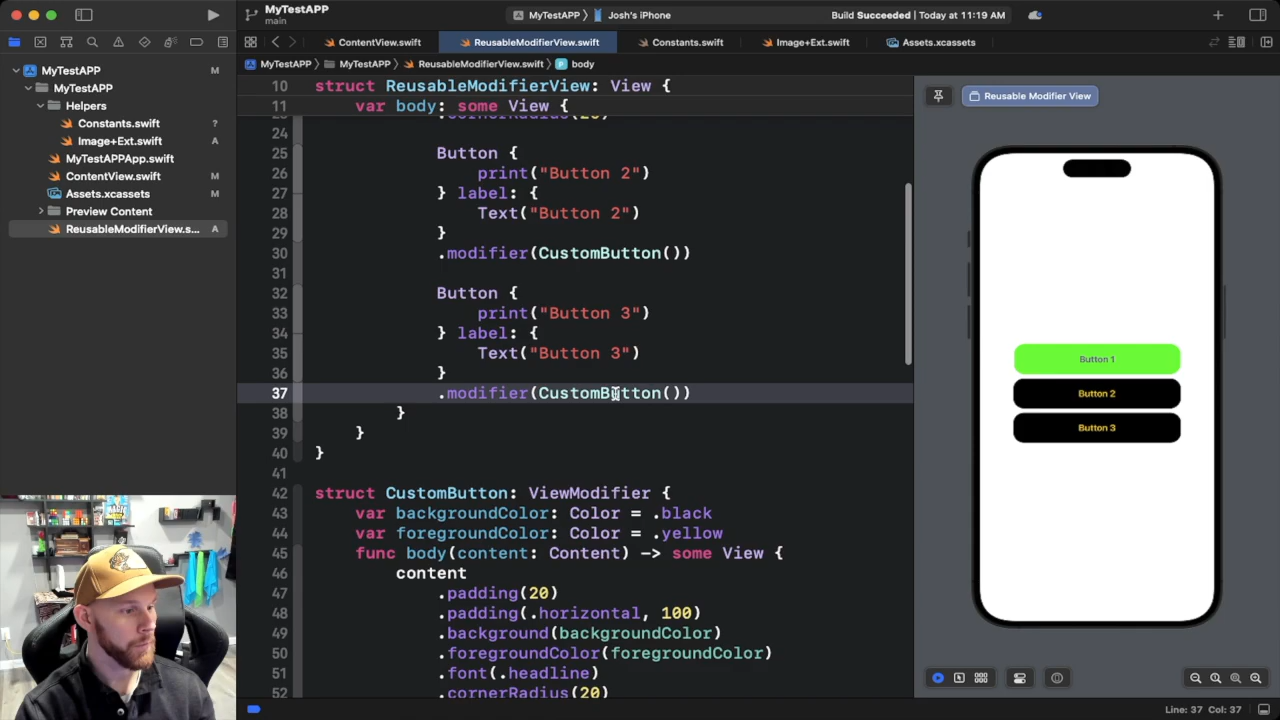 MyTestAPP
main
MyTestAPP
Josh's iPhone
Build Succeeded | Today at 11:19 AM
ContentView.swift
ReusableModifierView.swift
Constants.swift
Image+Ext.swift
Assets.xcassets
MyTestAPP
MyTestAPP
ReusableModifierView.swift
body
MyTestAPP M
MyTestAPP
Helpers
Constants.swift ?
Image+Ext.swift A
MyTestAPPApp.swift
ContentView.swift M
Assets.xcassets M
Preview Content
ReusableModifierView.s... A
10 struct ReusableModifierView: View {
11 var body: some View {
.cornerRadius(20)
24
25 Button {
26 print("Button 2")
27 } label: {
28 Text("Button 2")
29 }
30 .modifier(CustomButton())
31
32 Button {
33 print("Button 3")
34 } label: {
35 Text("Button 3")
36 }
37 .modifier(CustomButton())
38 }
39 }
40 }
41
42 struct CustomButton: ViewModifier {
43 var backgroundColor: Color = .black
44 var foregroundColor: Color = .yellow
45 func body(content: Content) -> some View {
46 content
47 .padding(20)
48 .padding(.horizontal, 100)
49 .background(backgroundColor)
50 .foregroundColor(foregroundColor)
51 .font(.headline)
52 .cornerRadius(20)
Reusable Modifier View
Button 1
Button 2
Button 3
Line: 37 Col: 37